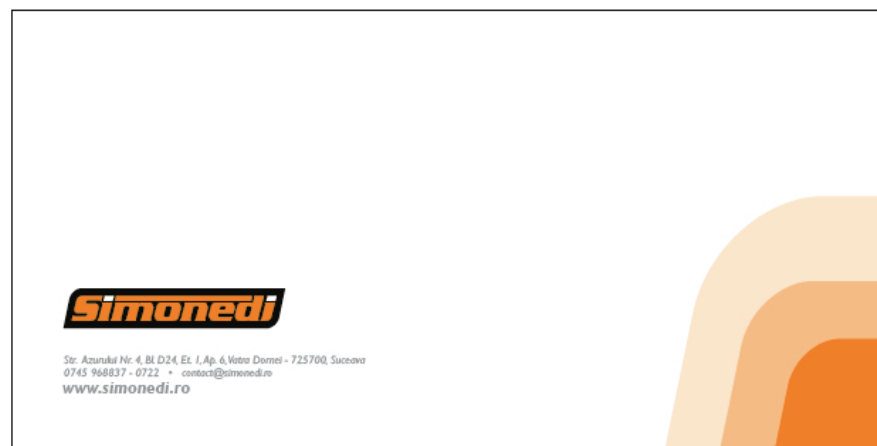 Simonedi
Str. Azurului Nr. 4, Bl. D24, Et. 1, Ap. 6, Vatra Dornei - 725700, Suceava
0745 968837 - 0722 • contact@simonedi.ro
www.simonedi.ro